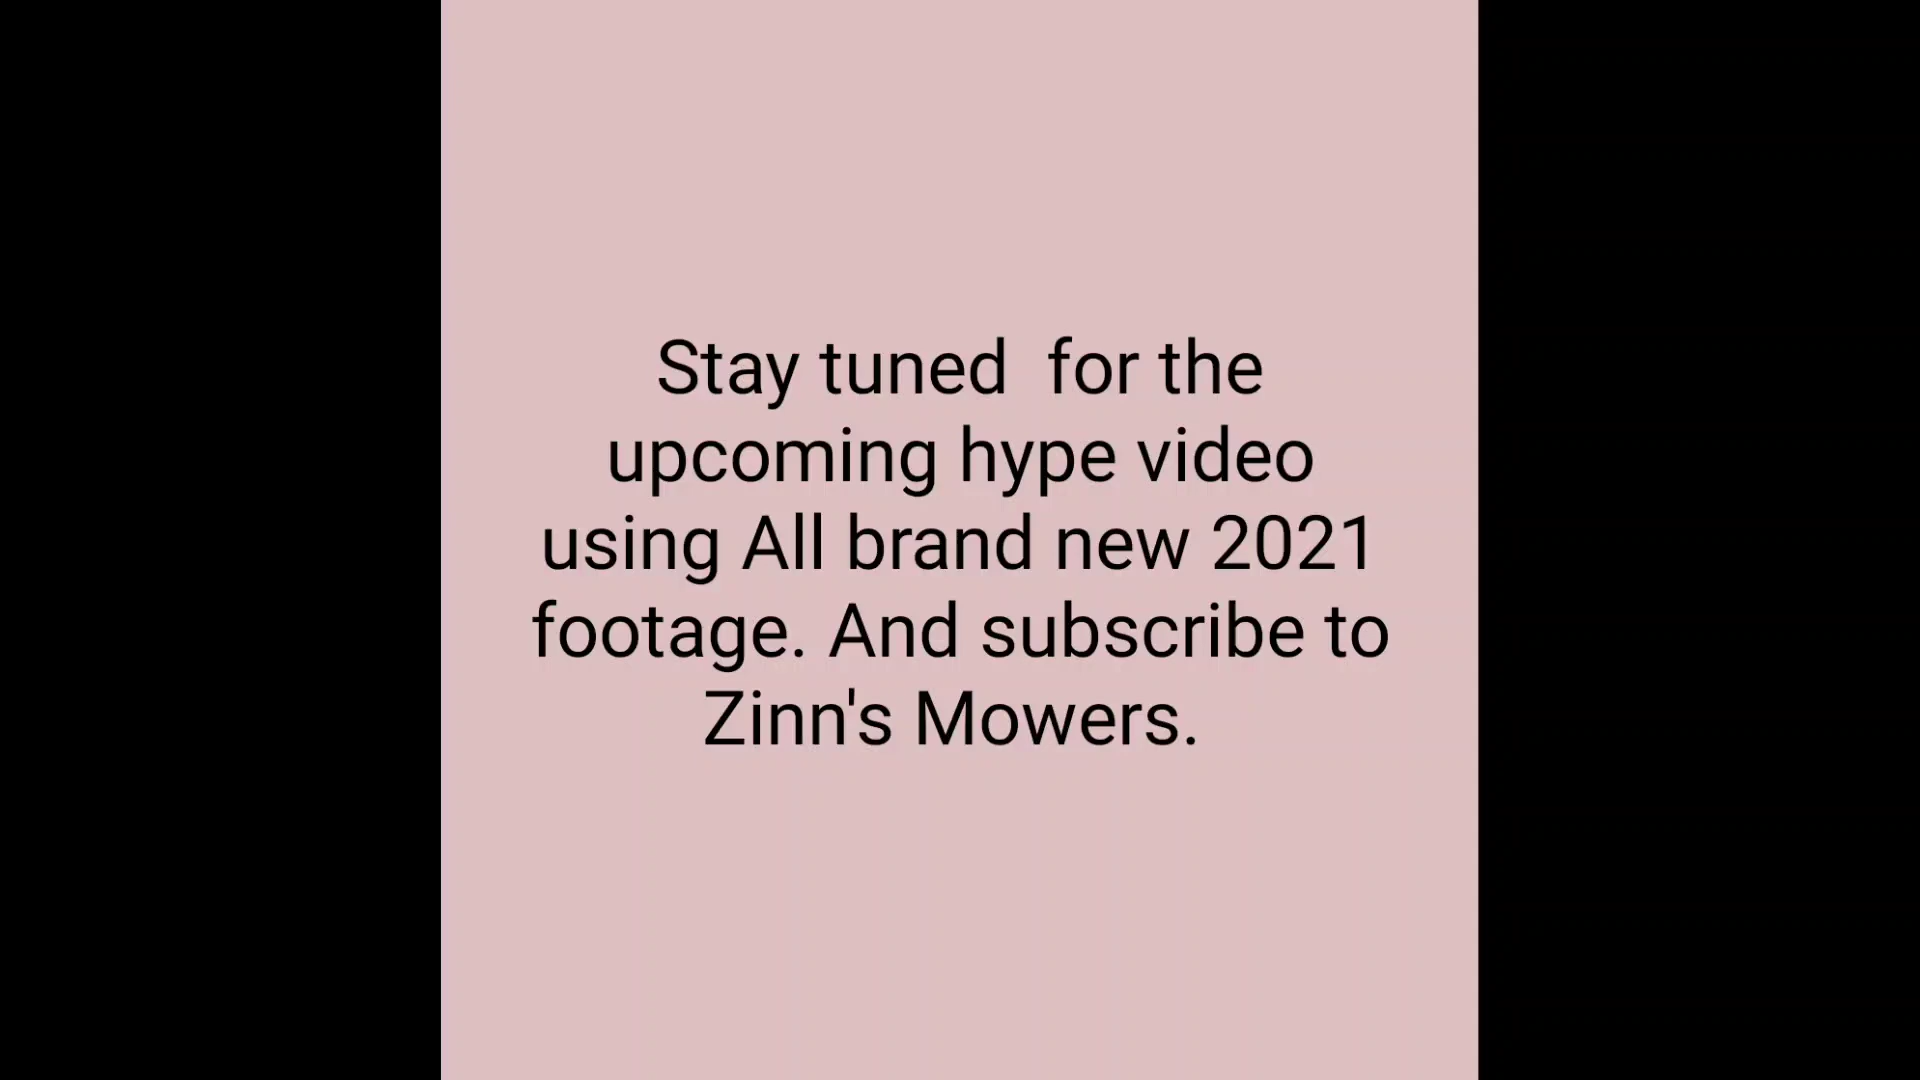 Stay tuned  for the
upcoming hype video
using All brand new 2021
footage. And subscribe to
Zinn's Mowers.